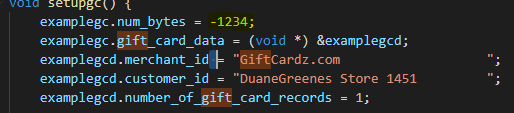 void setupgc() {
examplegc.num_bytes = -1234;
examplegc.gift_card_data = (void *) &examplegcd;
examplegcd.merchant_id = "GiftCardz.com                       ";
examplegcd.customer_id = "DuaneGreenes Store 1451         ";
examplegcd.number_of_gift_card_records = 1;